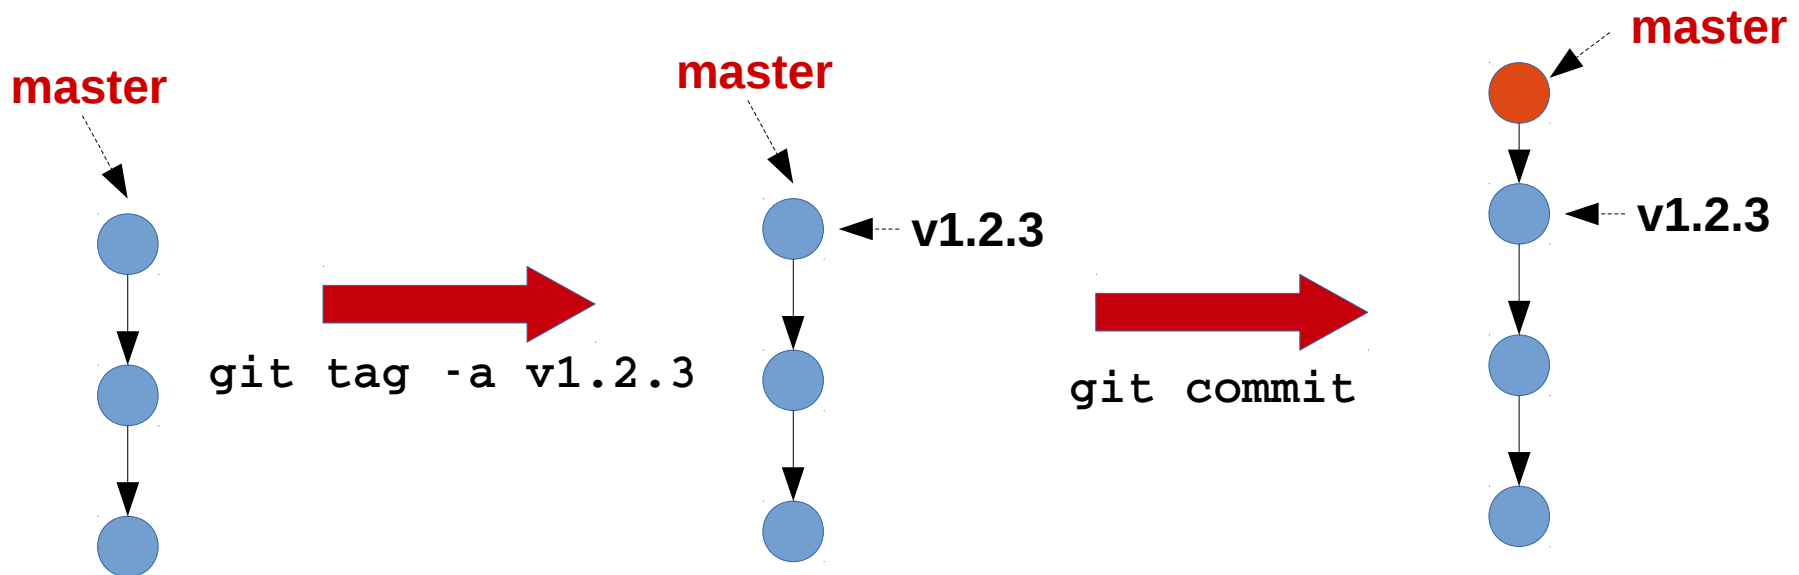 master
git tag -a v1.2.3
master
v1.2.3
git commit
master
v1.2.3